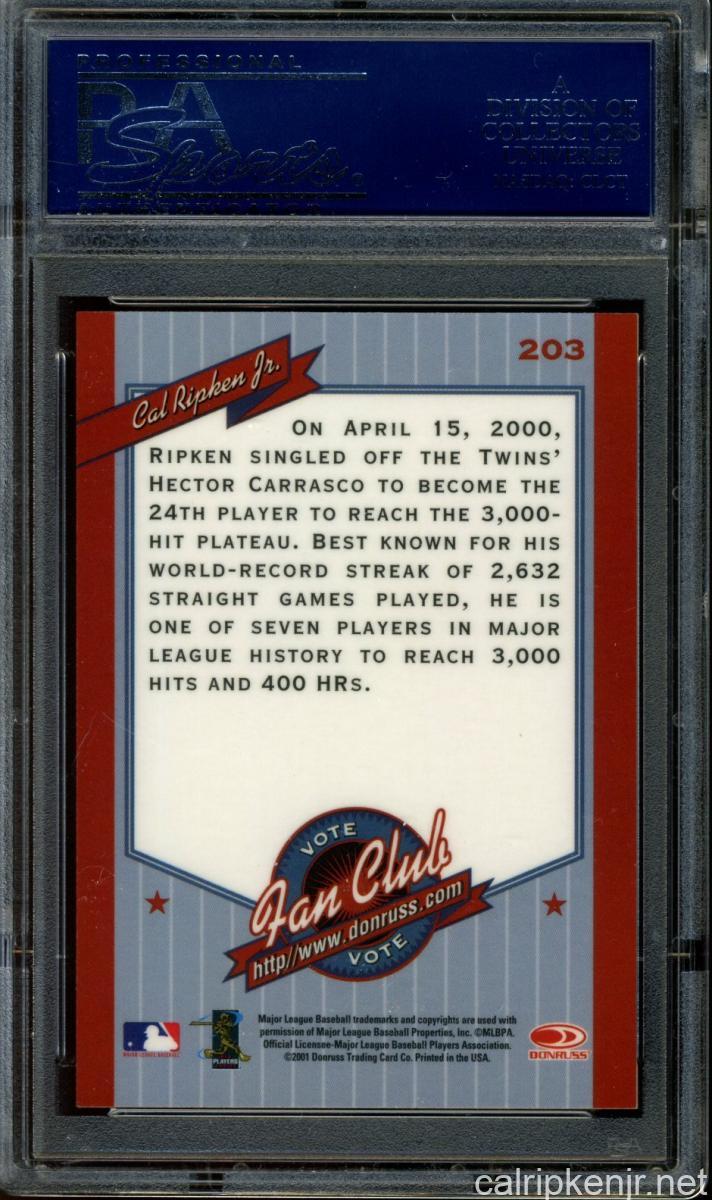 PROFESSIONAL
PSA
Sports
A
DIVISION OF
COLLECTORS
UNIVERSE
NASDAQ: CLCT
203
Cal Ripken Jr.
ON APRIL 15, 2000,
RIPKEN SINGLED OFF THE TWINS'
HECTOR CARRASCO TO BECOME THE
24TH PLAYER TO REACH THE 3,000-
HIT PLATEAU. BEST KNOWN FOR HIS
WORLD-RECORD STREAK OF 2,632
STRAIGHT GAMES PLAYED, HE IS
ONE OF SEVEN PLAYERS IN MAJOR
LEAGUE HISTORY TO REACH 3,000
HITS AND 400 HRS.
VOTE
Fan Club
http//www.donruss.com
VOTE
Major League Baseball trademarks and copyrights are used with
permission of Major League Baseball Properties, Inc. ©MLBPA.
Official Licensee-Major League Baseball Players Association.
©2001 Donruss Trading Card Co. Printed in the USA.
MAJOR LEAGUE BASEBALL
PLAYERS
DONRUSS
PSA
calripkenjr.net